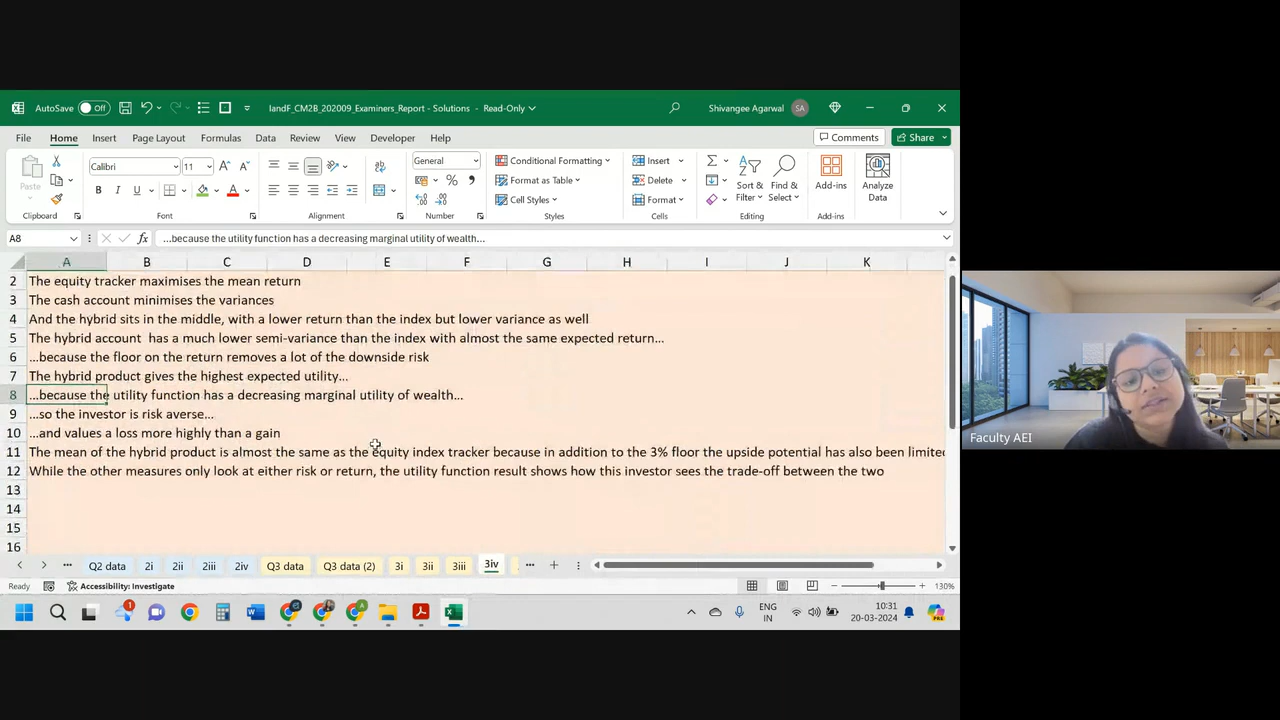 AutoSave Off IandF_CM2B_202009_Examiners_Report - Solutions - Read-Only Shivangee Agarwal SA
File Home Insert Page Layout Formulas Data Review View Developer Help Comments Share
Paste Calibri 11 A A ab General Conditional Formatting Insert Σ
B I U A % , Format as Table Delete Sort & Filter Find & Select Add-ins Analyze Data
Cell Styles Format
Clipboard Font Alignment Number Styles Cells Editing Add-ins
A8 fx ...because the utility function has a decreasing marginal utility of wealth...
A B C D E F G H I J K
2 The equity tracker maximises the mean return
3 The cash account minimises the variances
4 And the hybrid sits in the middle, with a lower return than the index but lower variance as well
5 The hybrid account has a much lower semi-variance than the index with almost the same expected return...
6 ...because the floor on the return removes a lot of the downside risk
7 The hybrid product gives the highest expected utility...
8 ...because the utility function has a decreasing marginal utility of wealth...
9 ...so the investor is risk averse...
10 ...and values a loss more highly than a gain
11 The mean of the hybrid product is almost the same as the equity index tracker because in addition to the 3% floor the upside potential has also been limited
12 While the other measures only look at either risk or return, the utility function result shows how this investor sees the trade-off between the two
13
14
15
16
Faculty AEI
Q2 data 2i 2ii 2iii 2iv Q3 data Q3 data (2) 3i 3ii 3iii 3iv
Ready Accessibility: Investigate 130%
1 ENG IN 10:31 20-03-2024